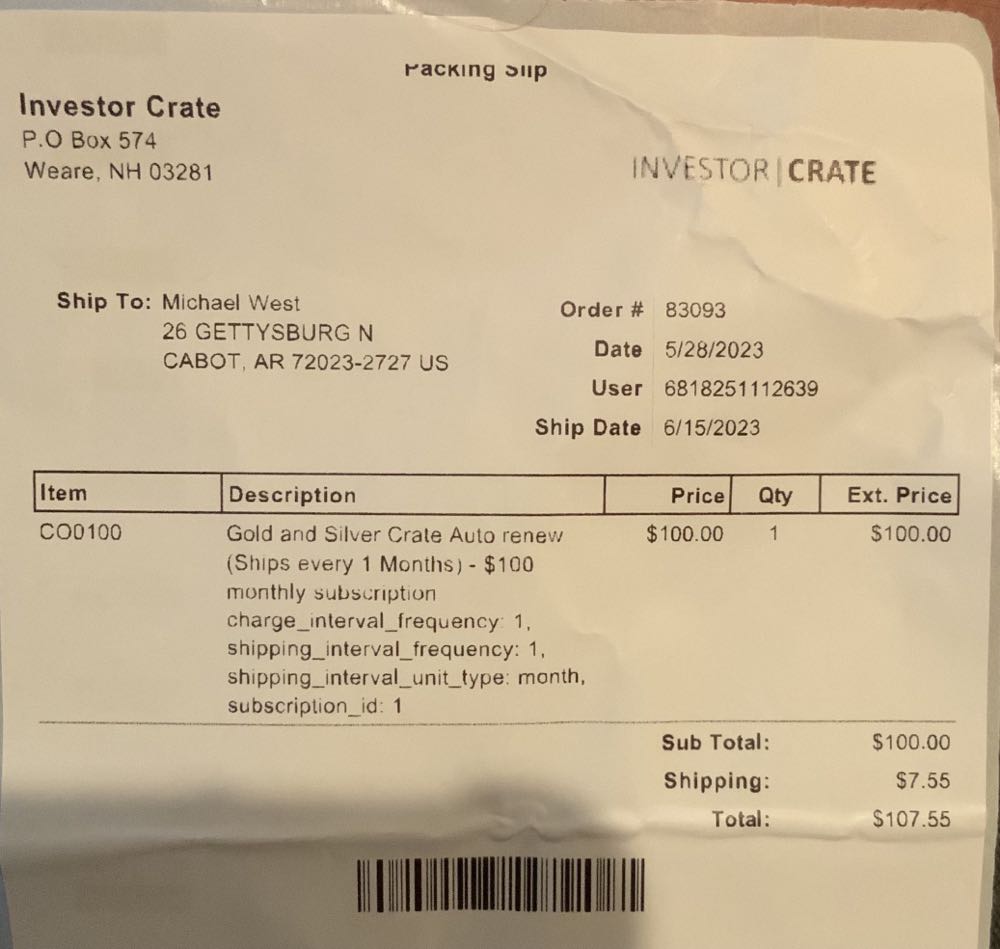 Packing Slip
Investor Crate
P.O Box 574
Weare, NH 03281
INVESTOR|CRATE
Ship To: Michael West
26 GETTYSBURG N
CABOT, AR 72023-2727 US
Order # 83093
Date 5/28/2023
User 6818251112639
Ship Date 6/15/2023
Item Description Price Qty Ext. Price
CO0100 Gold and Silver Crate Auto renew $100.00 1 $100.00
(Ships every 1 Months) - $100
monthly subscription
charge_interval_frequency: 1,
shipping_interval_frequency: 1,
shipping_interval_unit_type: month,
subscription_id: 1
Sub Total: $100.00
Shipping: $7.55
Total: $107.55